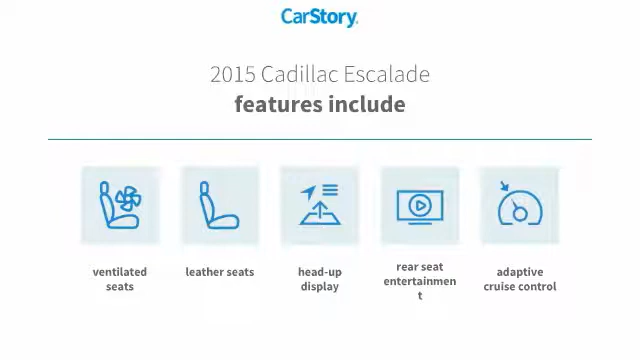 CarStory.
2015 Cadillac Escalade
features include
ventilated
seats
leather seats
head-up
display
rear seat
entertainmen
t
adaptive
cruise control